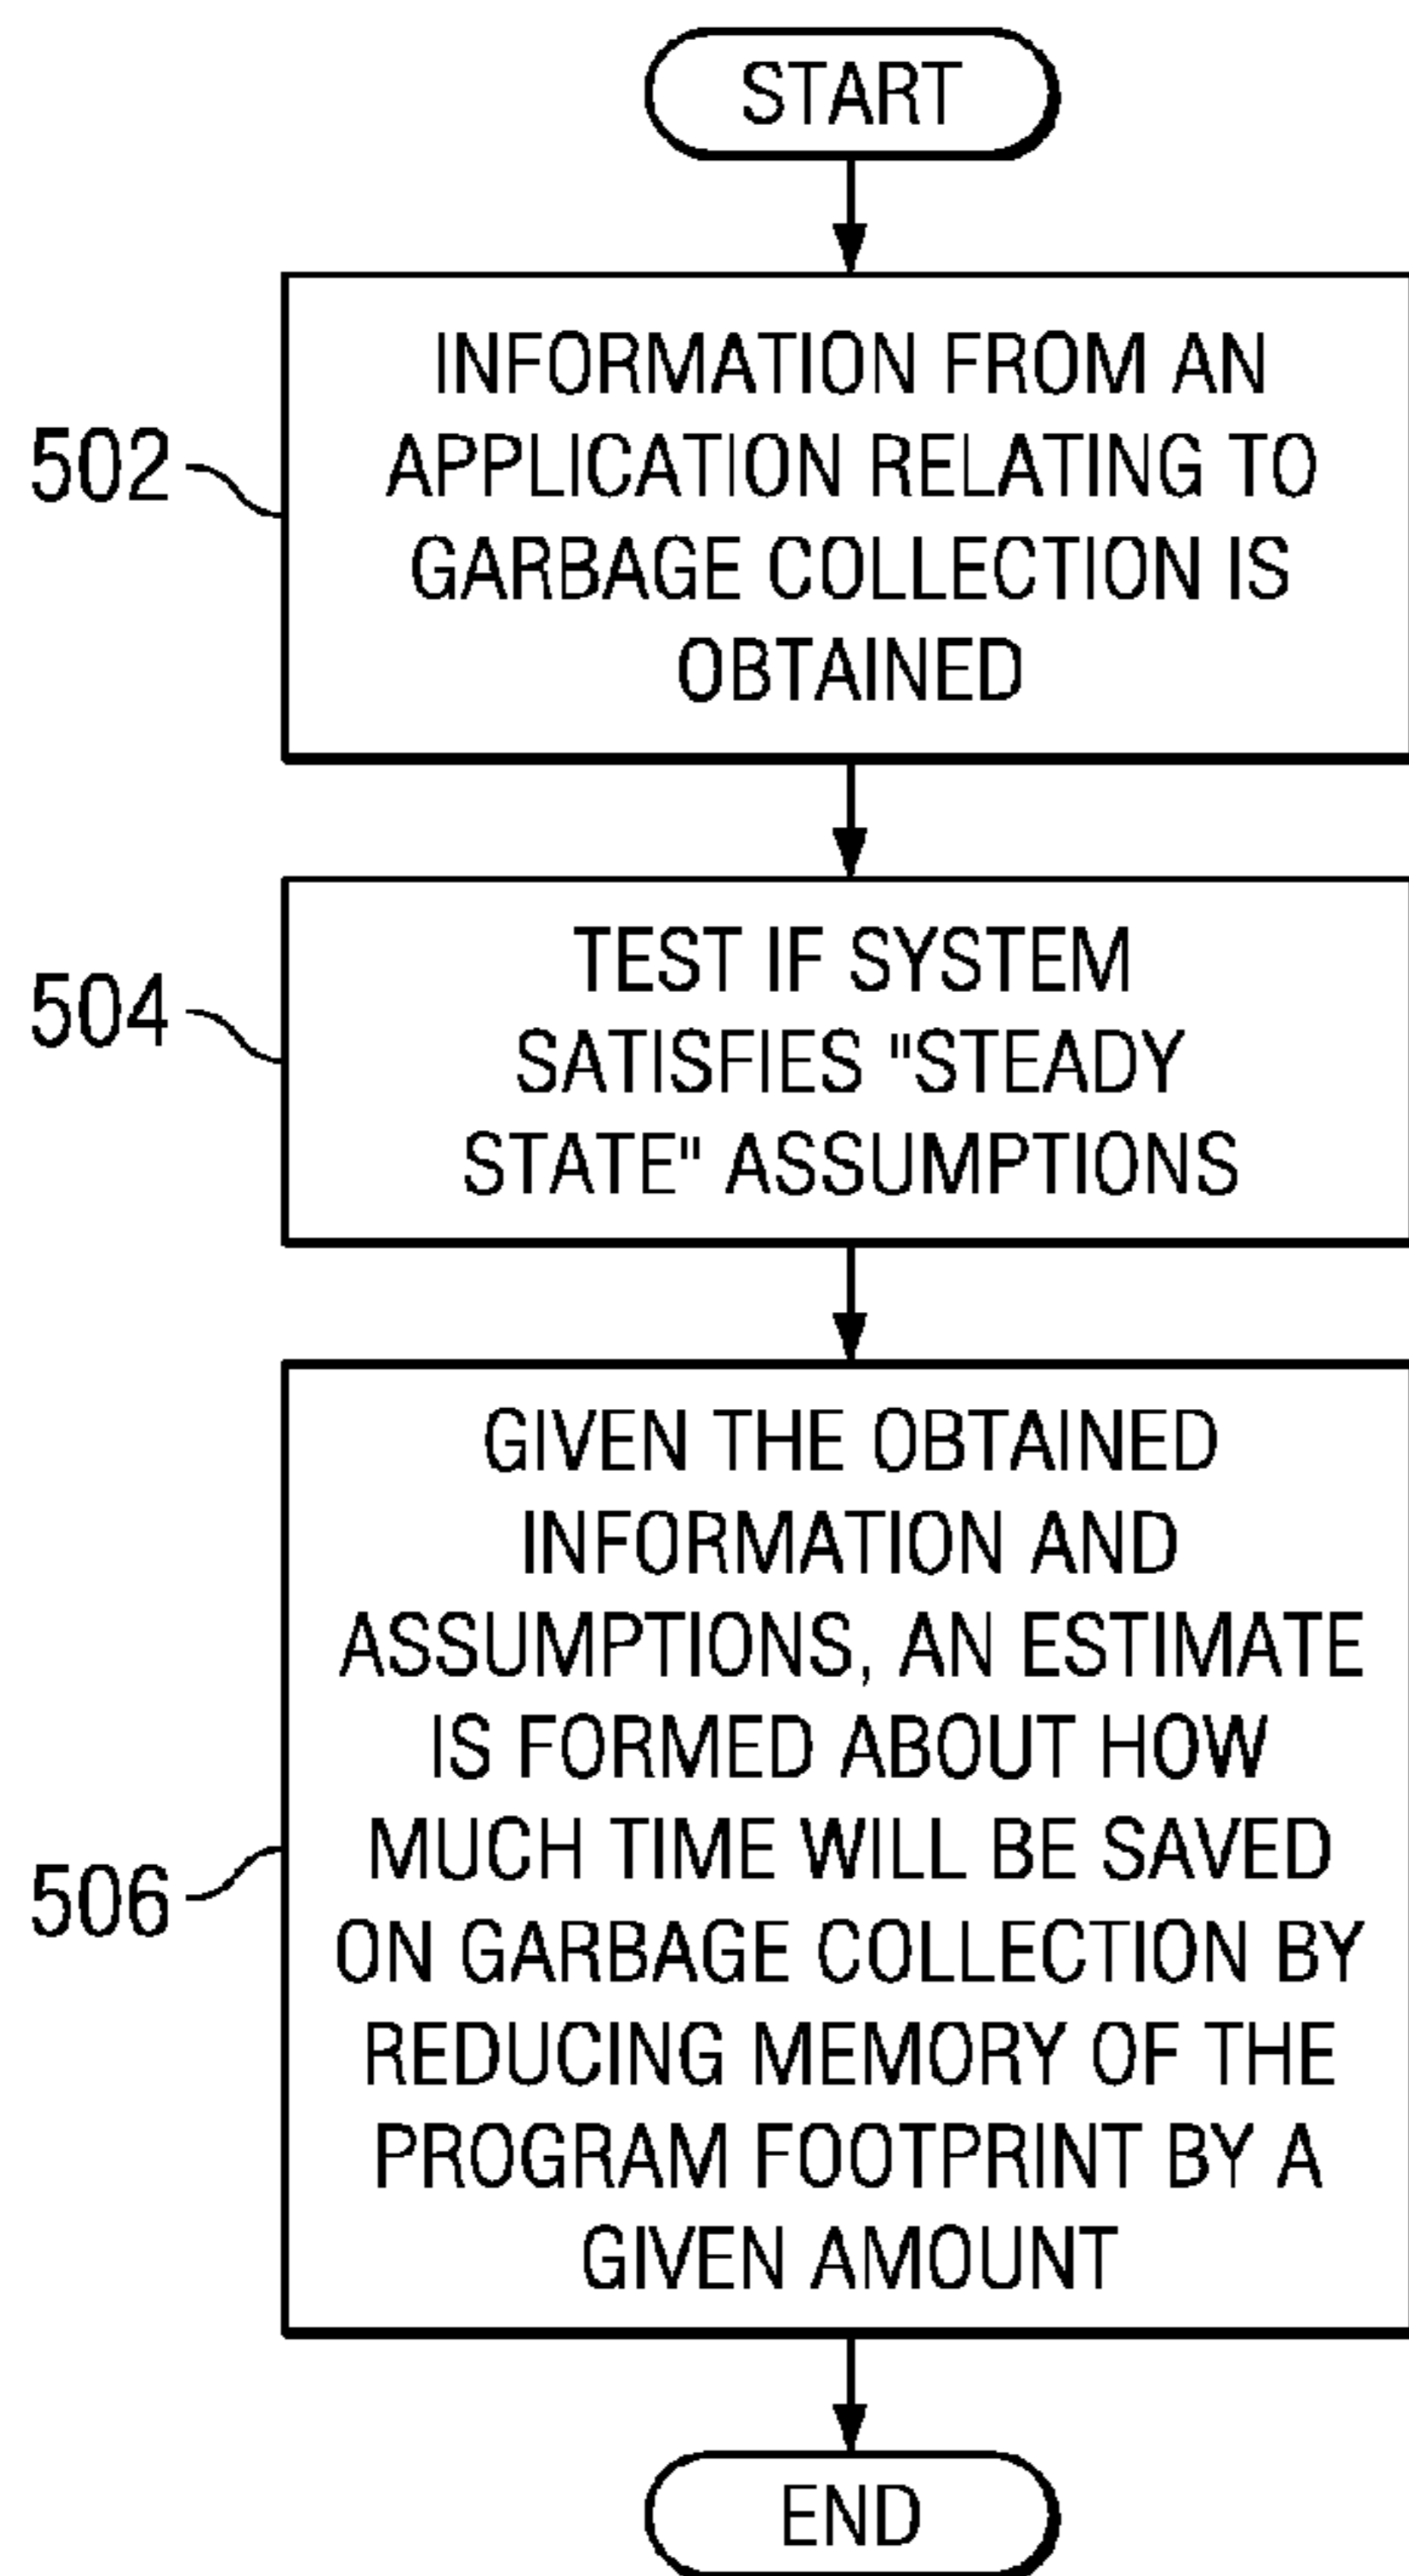 START
502
INFORMATION FROM AN
APPLICATION RELATING TO
GARBAGE COLLECTION IS
OBTAINED
504
TEST IF SYSTEM
SATISFIES "STEADY
STATE" ASSUMPTIONS
506
GIVEN THE OBTAINED
INFORMATION AND
ASSUMPTIONS, AN ESTIMATE
IS FORMED ABOUT HOW
MUCH TIME WILL BE SAVED
ON GARBAGE COLLECTION BY
REDUCING MEMORY OF THE
PROGRAM FOOTPRINT BY A
GIVEN AMOUNT
END